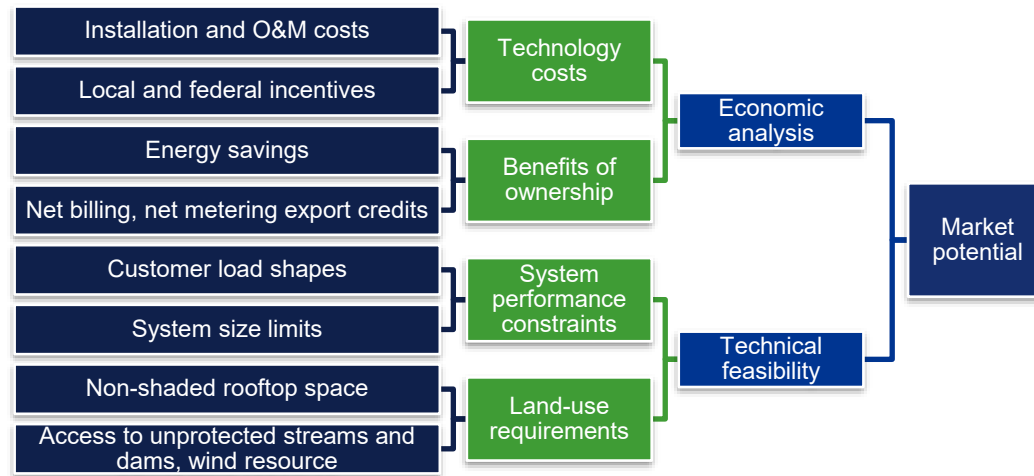 Installation and O&M costs
Local and federal incentives
Energy savings
Net billing, net metering export credits
Customer load shapes
System size limits
Non-shaded rooftop space
Access to unprotected streams and
dams, wind resource
Technology
costs
Benefits of
ownership
System
performance
constraints
Land-use
requirements
Economic
analysis
Technical
feasibility
Market
potential